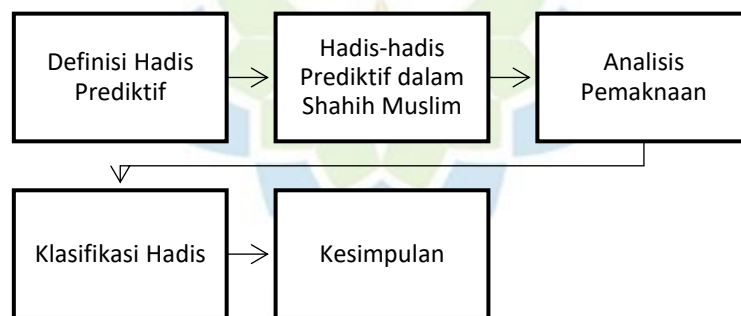 Definisi Hadis
Prediktif
Hadis-hadis
Prediktif dalam
Shahih Muslim
Analisis
Pemaknaan
Klasifikasi Hadis
Kesimpulan